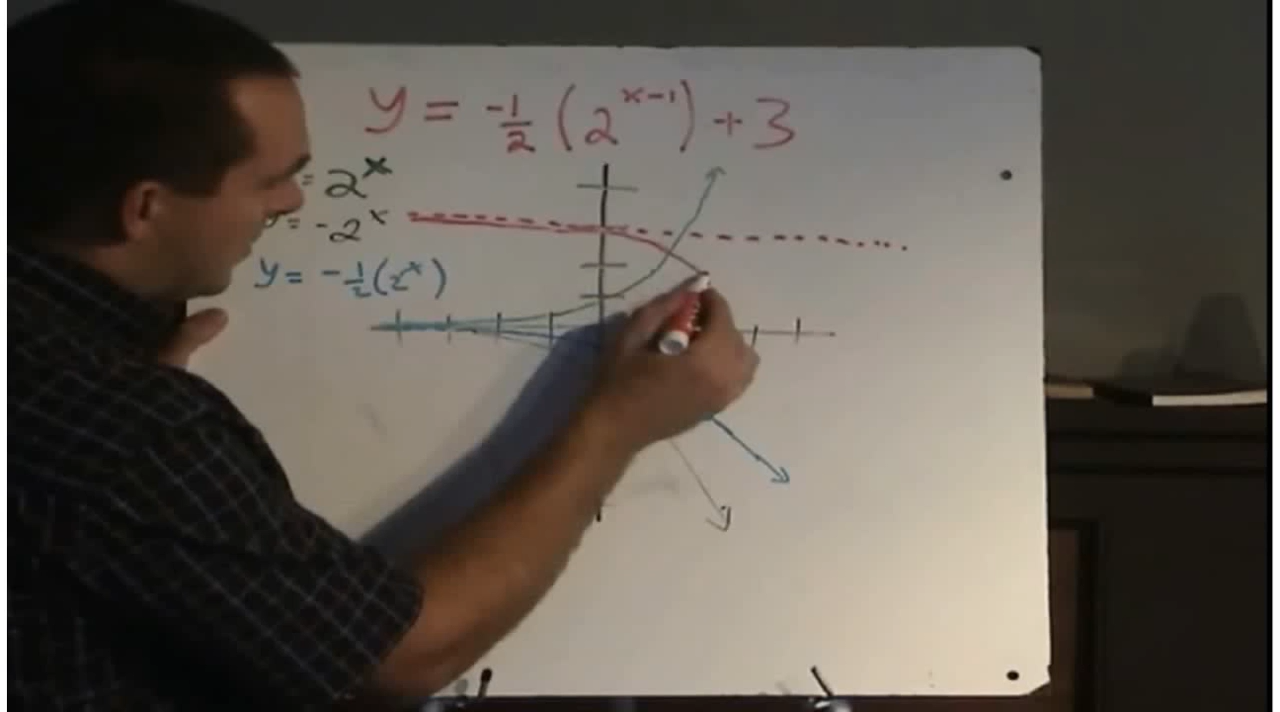 y = -1/2 (2^(x-1)) + 3
= 2^x
= -2^x
y = -1/2(2^x)